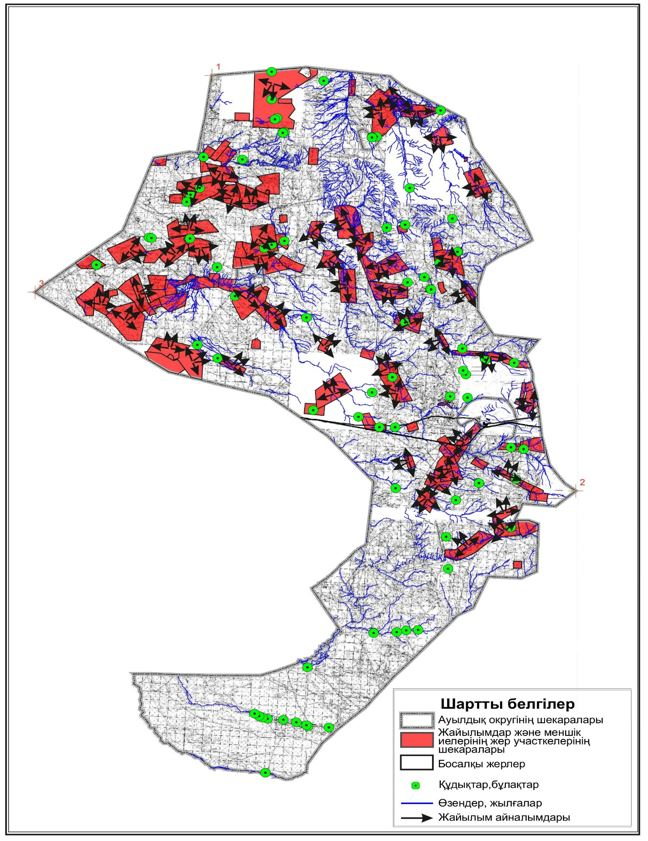 1
3
2
Шартты белгілер
Ауылдық округінің шекаралары
Жайылымдар және меншік
иелерінің жер участкелерінің
шекаралары
Босалқы жерлер
Құдықтар,бұлақтар
Өзендер, жылғалар
Жайылым айналымдары